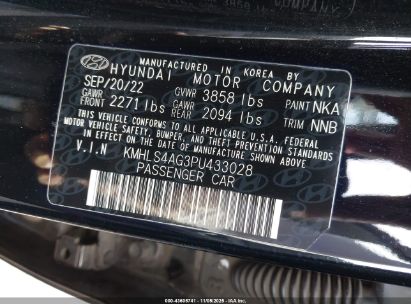 MANUFACTURED IN KOREA BY
HYUNDAI MOTOR COMPANY
SEP/20/22 GVWR 3858 lbs PAINT NKA
GAWR FRONT 2271 lbs GAWR REAR 2094 lbs TRIM NNB
THIS VEHICLE CONFORMS TO ALL APPLICABLE U.S. FEDERAL
MOTOR VEHICLE SAFETY, BUMPER, AND THEFT PREVENTION
STANDARDS IN EFFECT ON THE DATE OF MANUFACTURE
SHOWN ABOVE.
V.I.N KMHLS4AG3PU433028
PASSENGER CAR